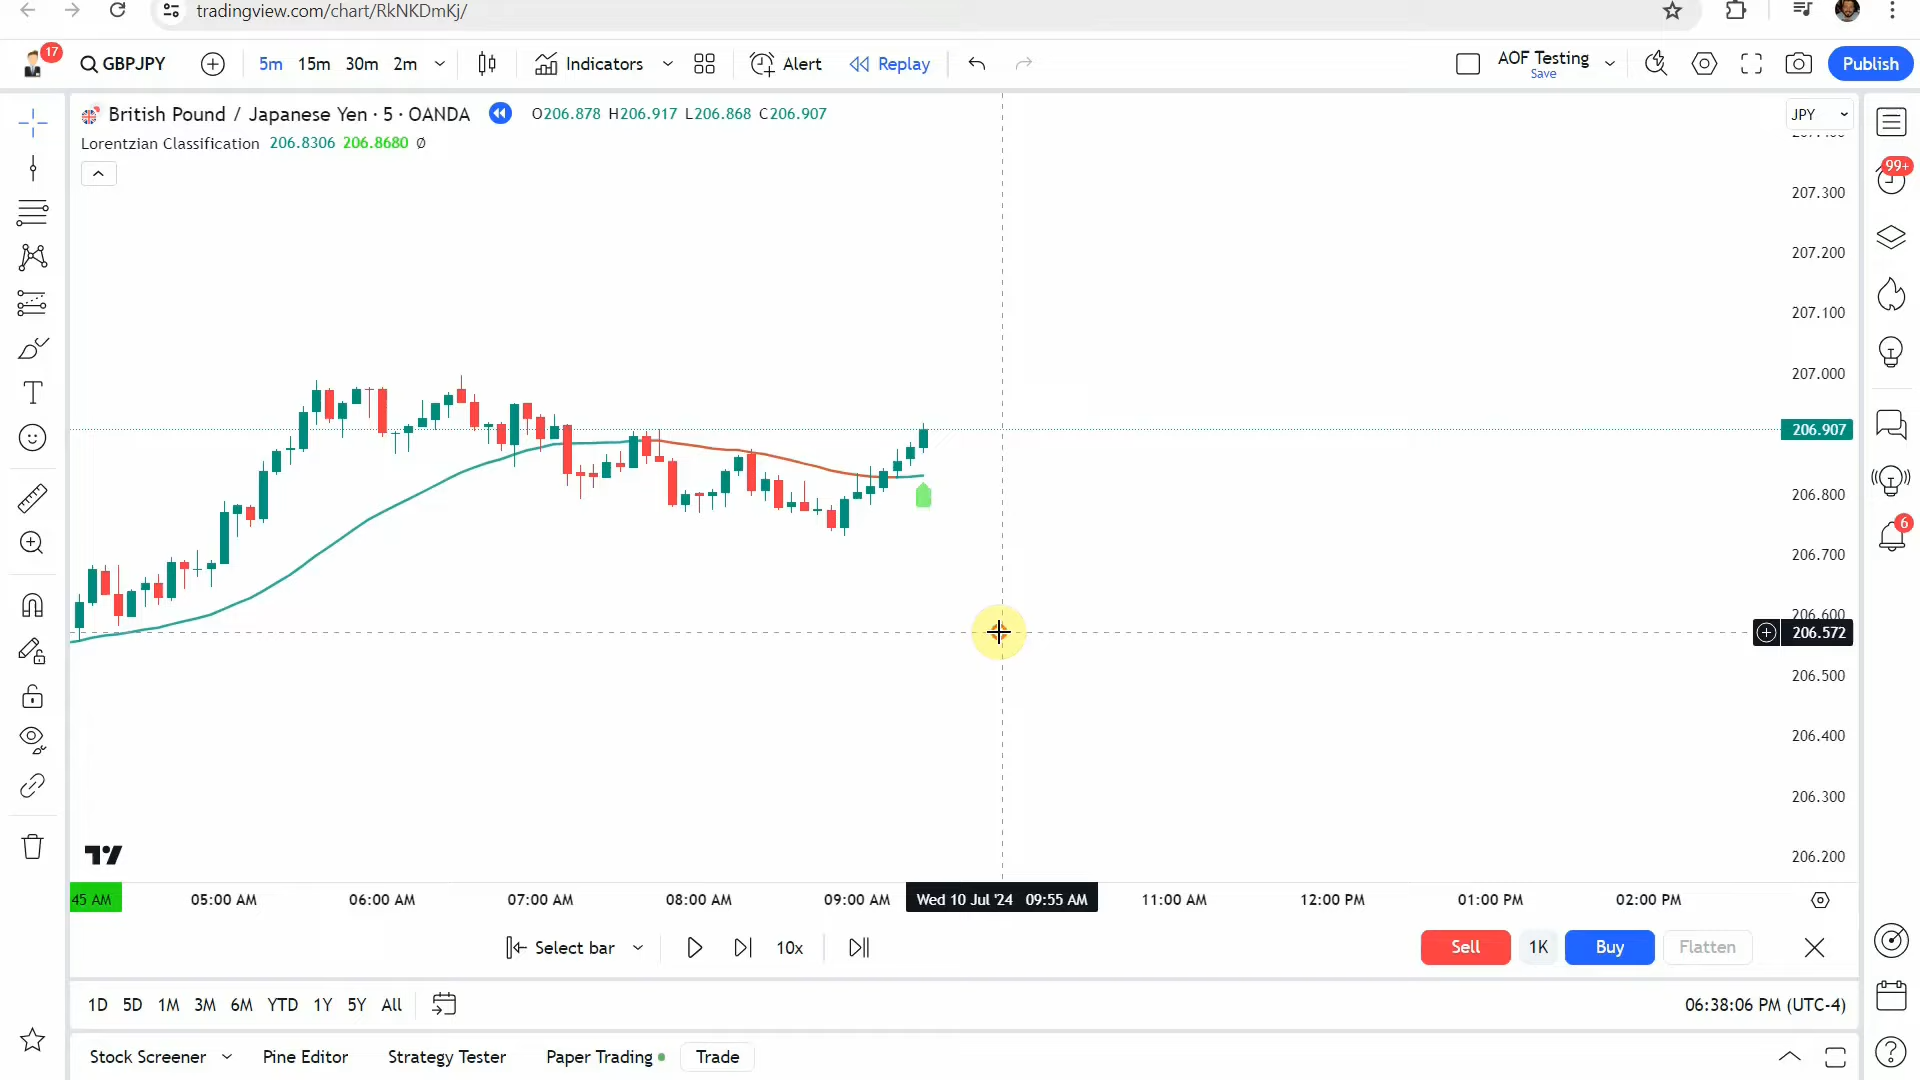 tradingview.com/chart/RkNKDmKj/
17
GBPJPY
5m 15m 30m 2m
Indicators
Alert
Replay
AOF Testing
Save
Publish
British Pound / Japanese Yen · 5 · OANDA
O206.878 H206.917 L206.868 C206.907
JPY
Lorentzian Classification 206.8306 206.8680 Ø
99+
207.300
207.200
207.100
207.000
206.907
206.800
206.700
206.600
206.572
206.500
206.400
206.300
206.200
6
45 AM
05:00 AM
06:00 AM
07:00 AM
08:00 AM
09:00 AM
Wed 10 Jul '24 09:55 AM
11:00 AM
12:00 PM
01:00 PM
02:00 PM
Select bar
10x
Sell
1K
Buy
Flatten
1D 5D 1M 3M 6M YTD 1Y 5Y All
06:38:06 PM (UTC-4)
Stock Screener
Pine Editor
Strategy Tester
Paper Trading
Trade